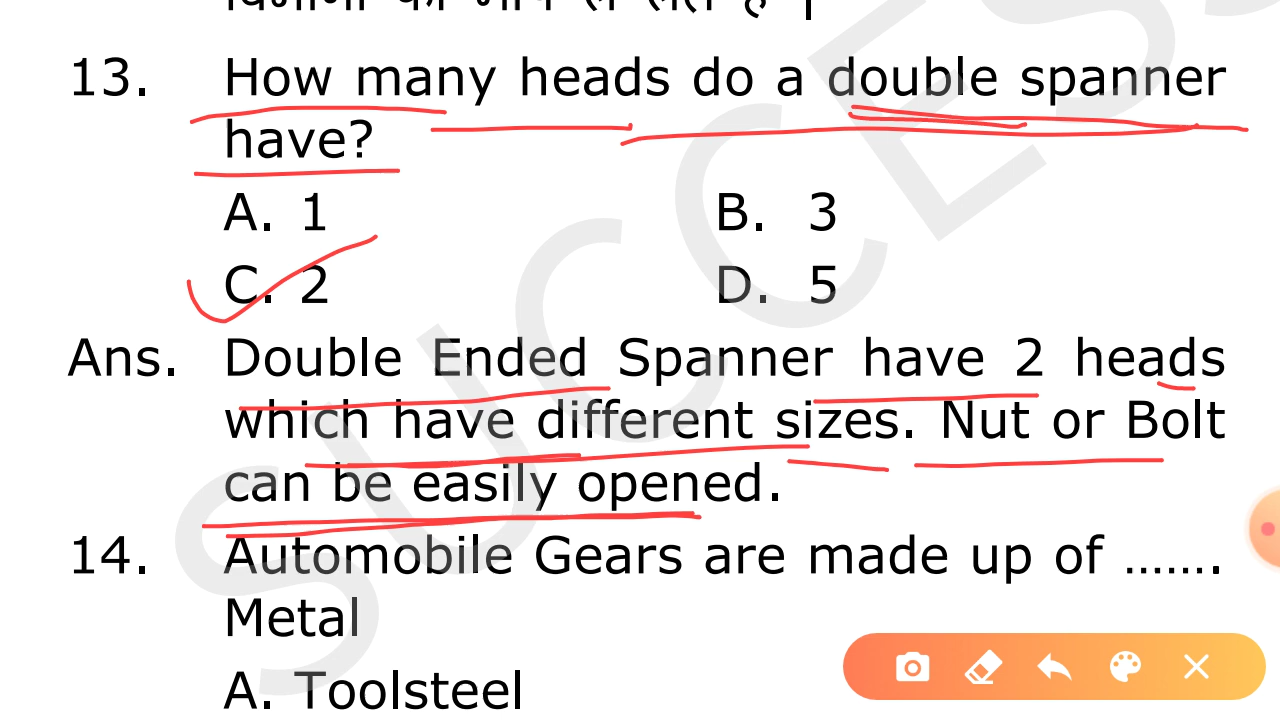 13. How many heads do a double spanner
have?
A. 1 B. 3
C. 2 D. 5
Ans. Double Ended Spanner have 2 heads
which have different sizes. Nut or Bolt
can be easily opened.
14. Automobile Gears are made up of .......
Metal
A. Toolsteel